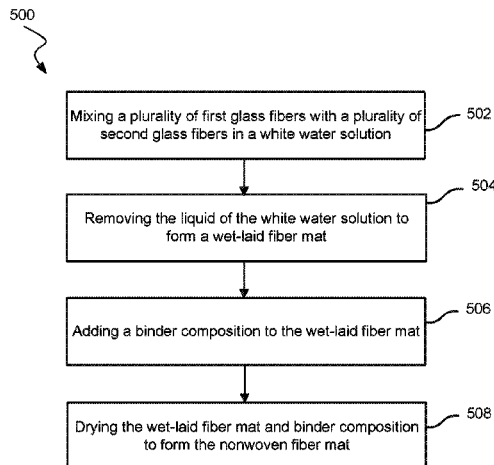 500
Mixing a plurality of first glass fibers with a plurality of
second glass fibers in a white water solution
502
504
Removing the liquid of the white water solution to
form a wet-laid fiber mat
506
Adding a binder composition to the wet-laid fiber mat
508
Drying the wet-laid fiber mat and binder composition
to form the nonwoven fiber mat